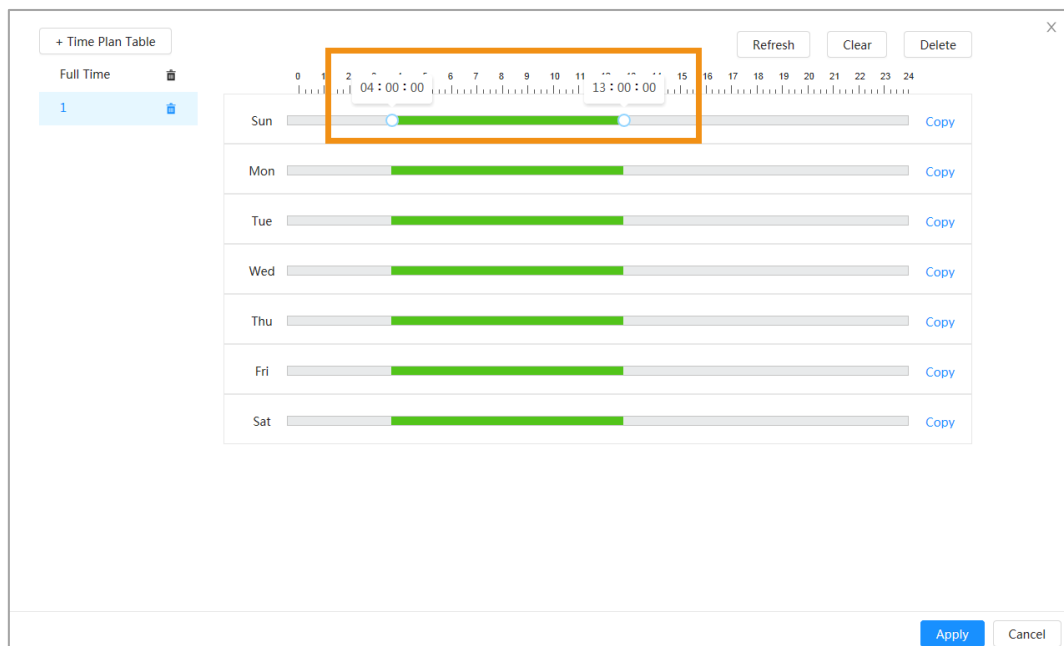 + Time Plan Table
Refresh Clear Delete X
Full Time
0 1 2 6 7 8 9 10 11 15 16 17 18 19 20 21 22 23 24
04:00:00 13:00:00
1
Sun Copy
Mon Copy
Tue Copy
Wed Copy
Thu Copy
Fri Copy
Sat Copy
Apply Cancel